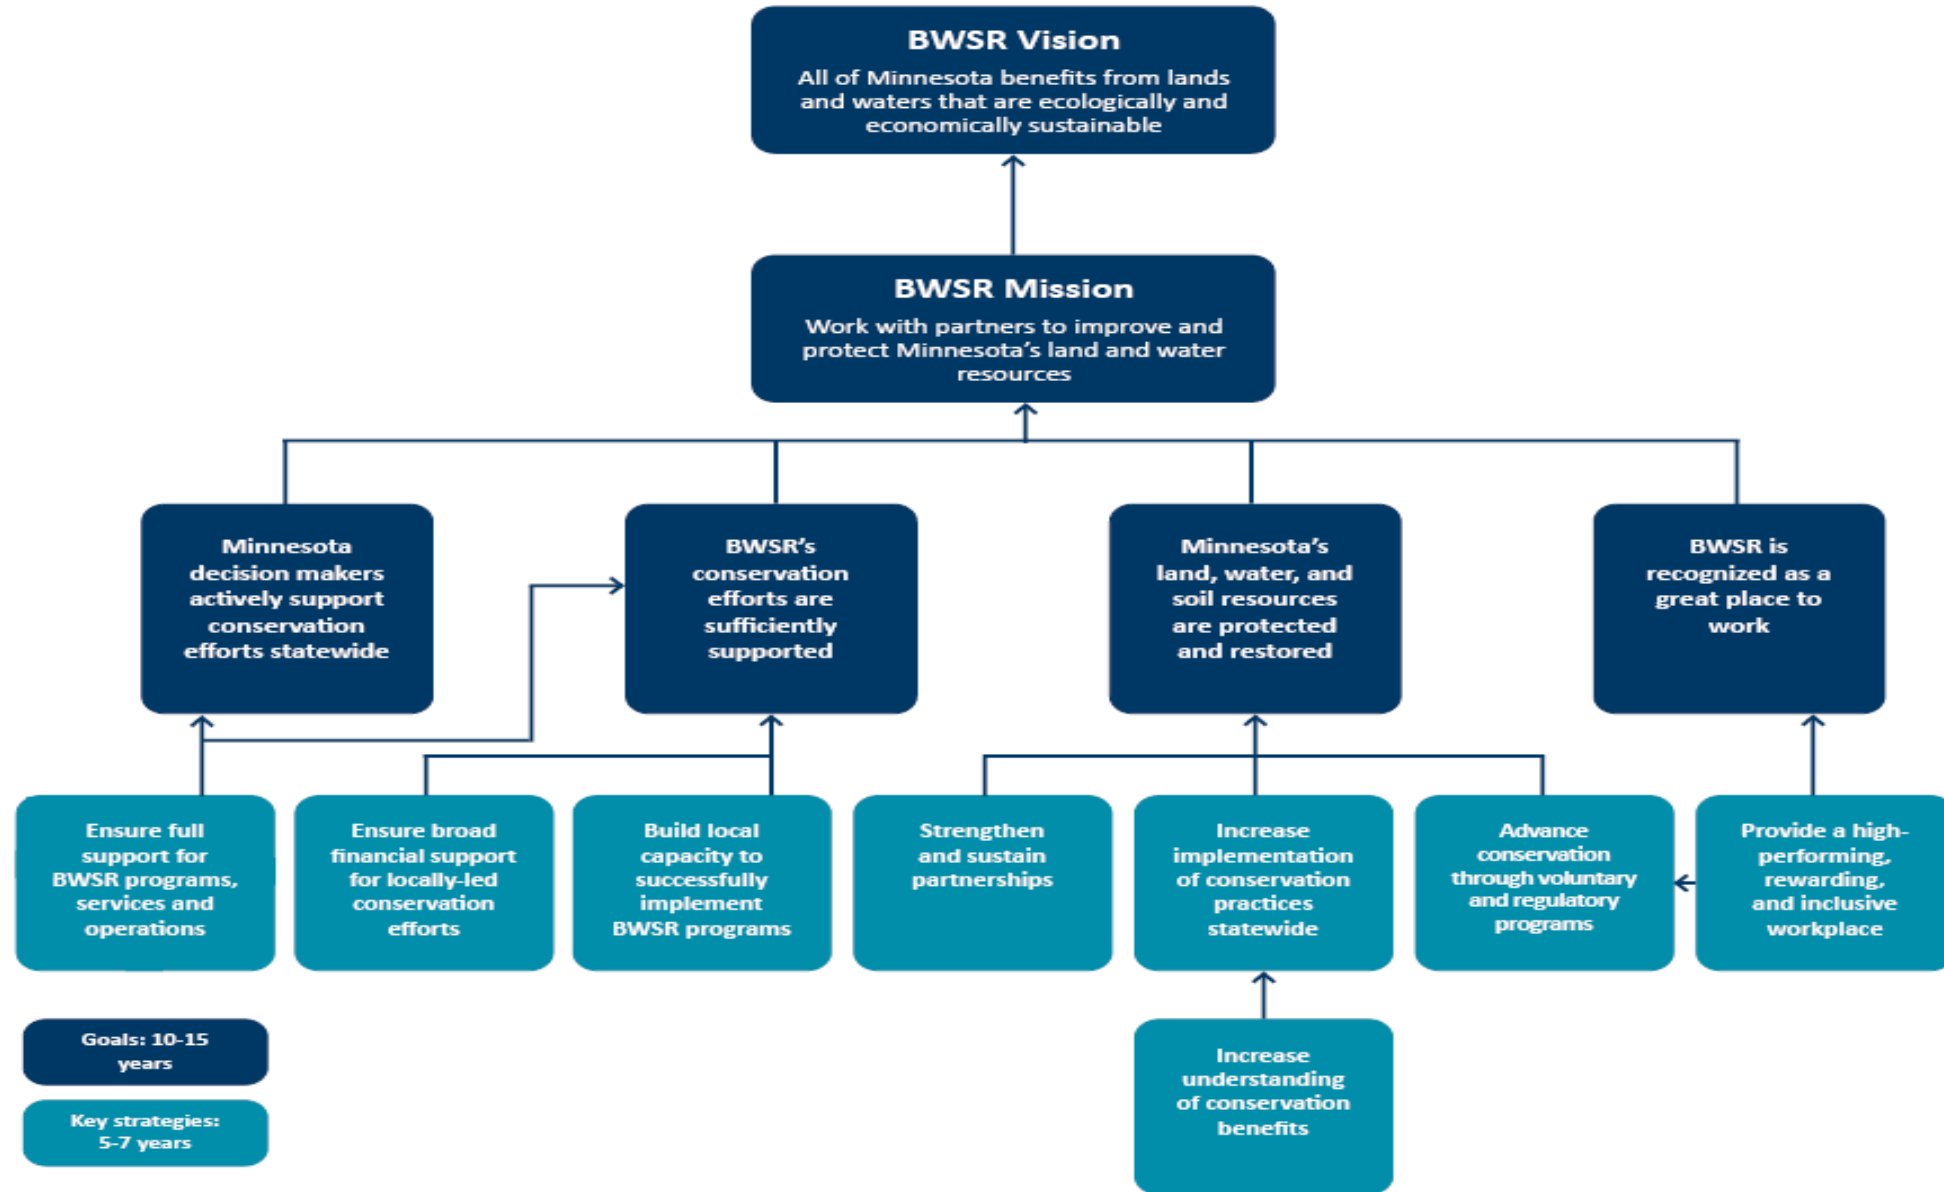 BWSR Vision
All of Minnesota benefits from lands
and waters that are ecologically and
economically sustainable
BWSR Mission
Work with partners to improve and
protect Minnesota’s land and water
resources
Minnesota
decision makers
actively support
conservation
efforts statewide
BWSR’s
conservation
efforts are
sufficiently
supported
Minnesota’s
land, water, and
soil resources
are protected
and restored
BWSR is
recognized as a
great place to
work
Ensure full
support for
BWSR programs,
services and
operations
Ensure broad
financial support
for locally-led
conservation
efforts
Build local
capacity to
successfully
implement
BWSR programs
Strengthen
and sustain
partnerships
Increase
implementation
of conservation
practices
statewide
Advance
conservation
through voluntary
and regulatory
programs
Provide a high-
performing,
rewarding,
and inclusive
workplace
Goals: 10-15
years
Key strategies:
5-7 years
Increase
understanding
of conservation
benefits